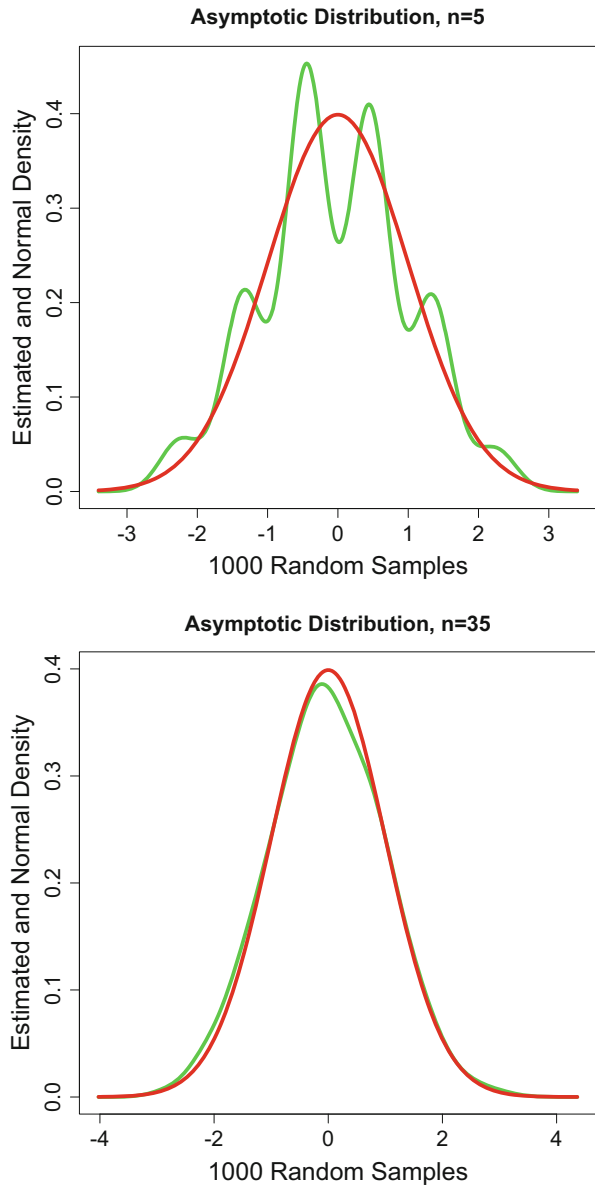 Asymptotic Distribution, n=5
Estimated and Normal Density
0.4
0.3
0.2
0.1
0.0
-3 -2 -1 0 1 2 3
1000 Random Samples
Asymptotic Distribution, n=35
Estimated and Normal Density
0.4
0.3
0.2
0.1
0.0
-4 -2 0 2 4
1000 Random Samples